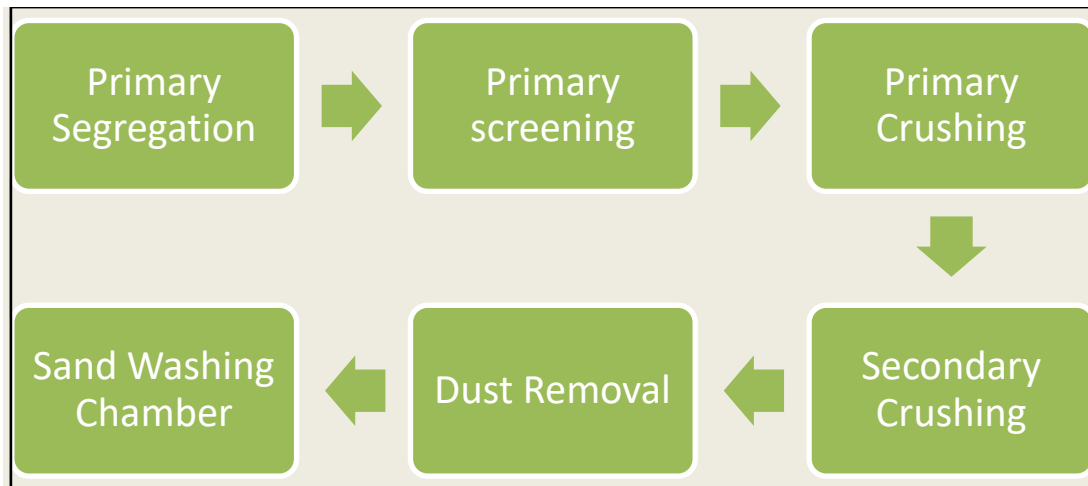 Primary
Segregation
Primary
screening
Primary
Crushing
Secondary
Crushing
Dust Removal
Sand Washing
Chamber